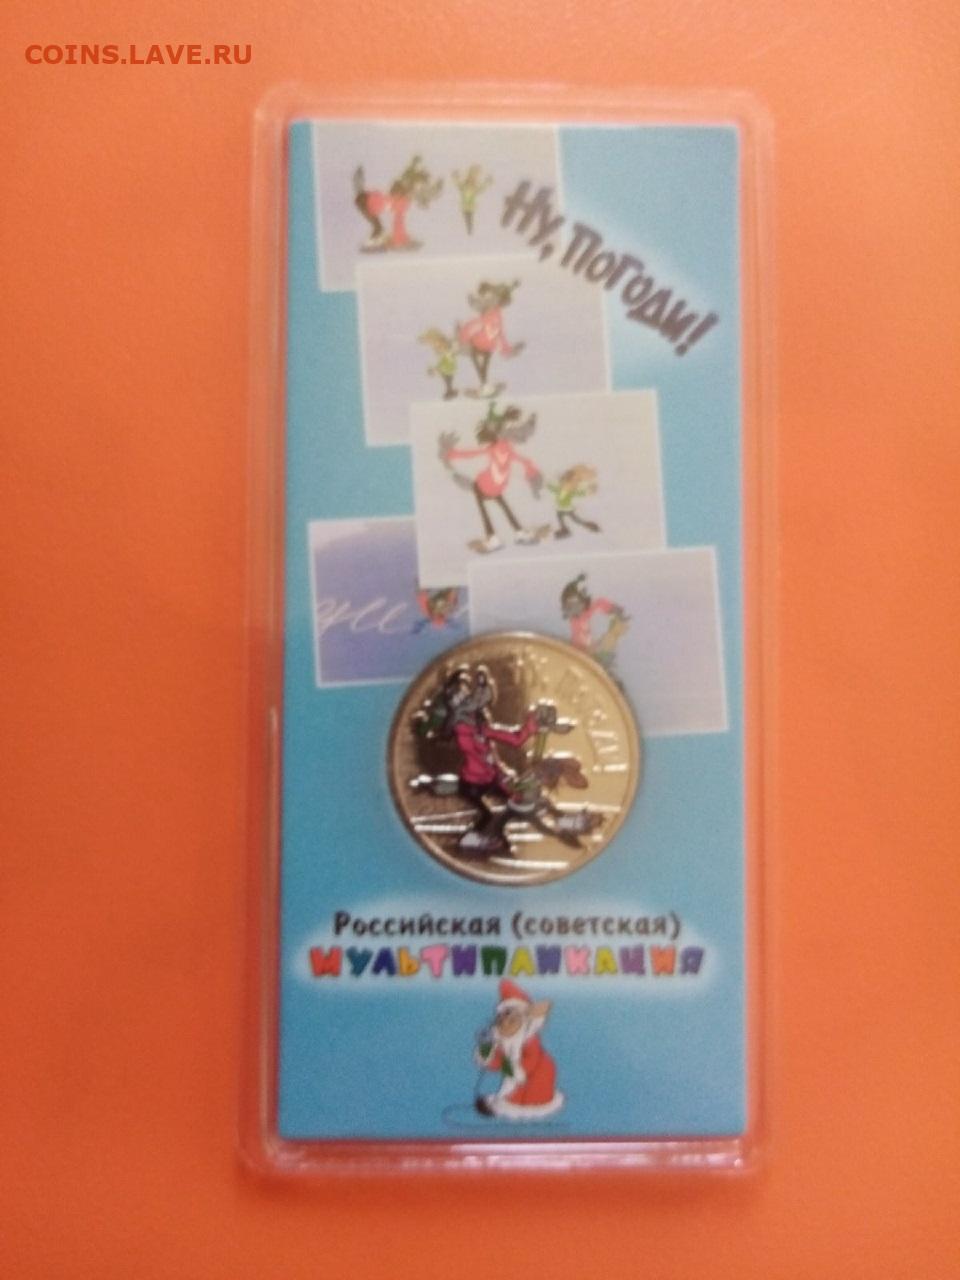 COINS.LAVE.RU
Ну, погоди!
Российская (советская)
МУЛЬТИПЛИКАЦИЯ